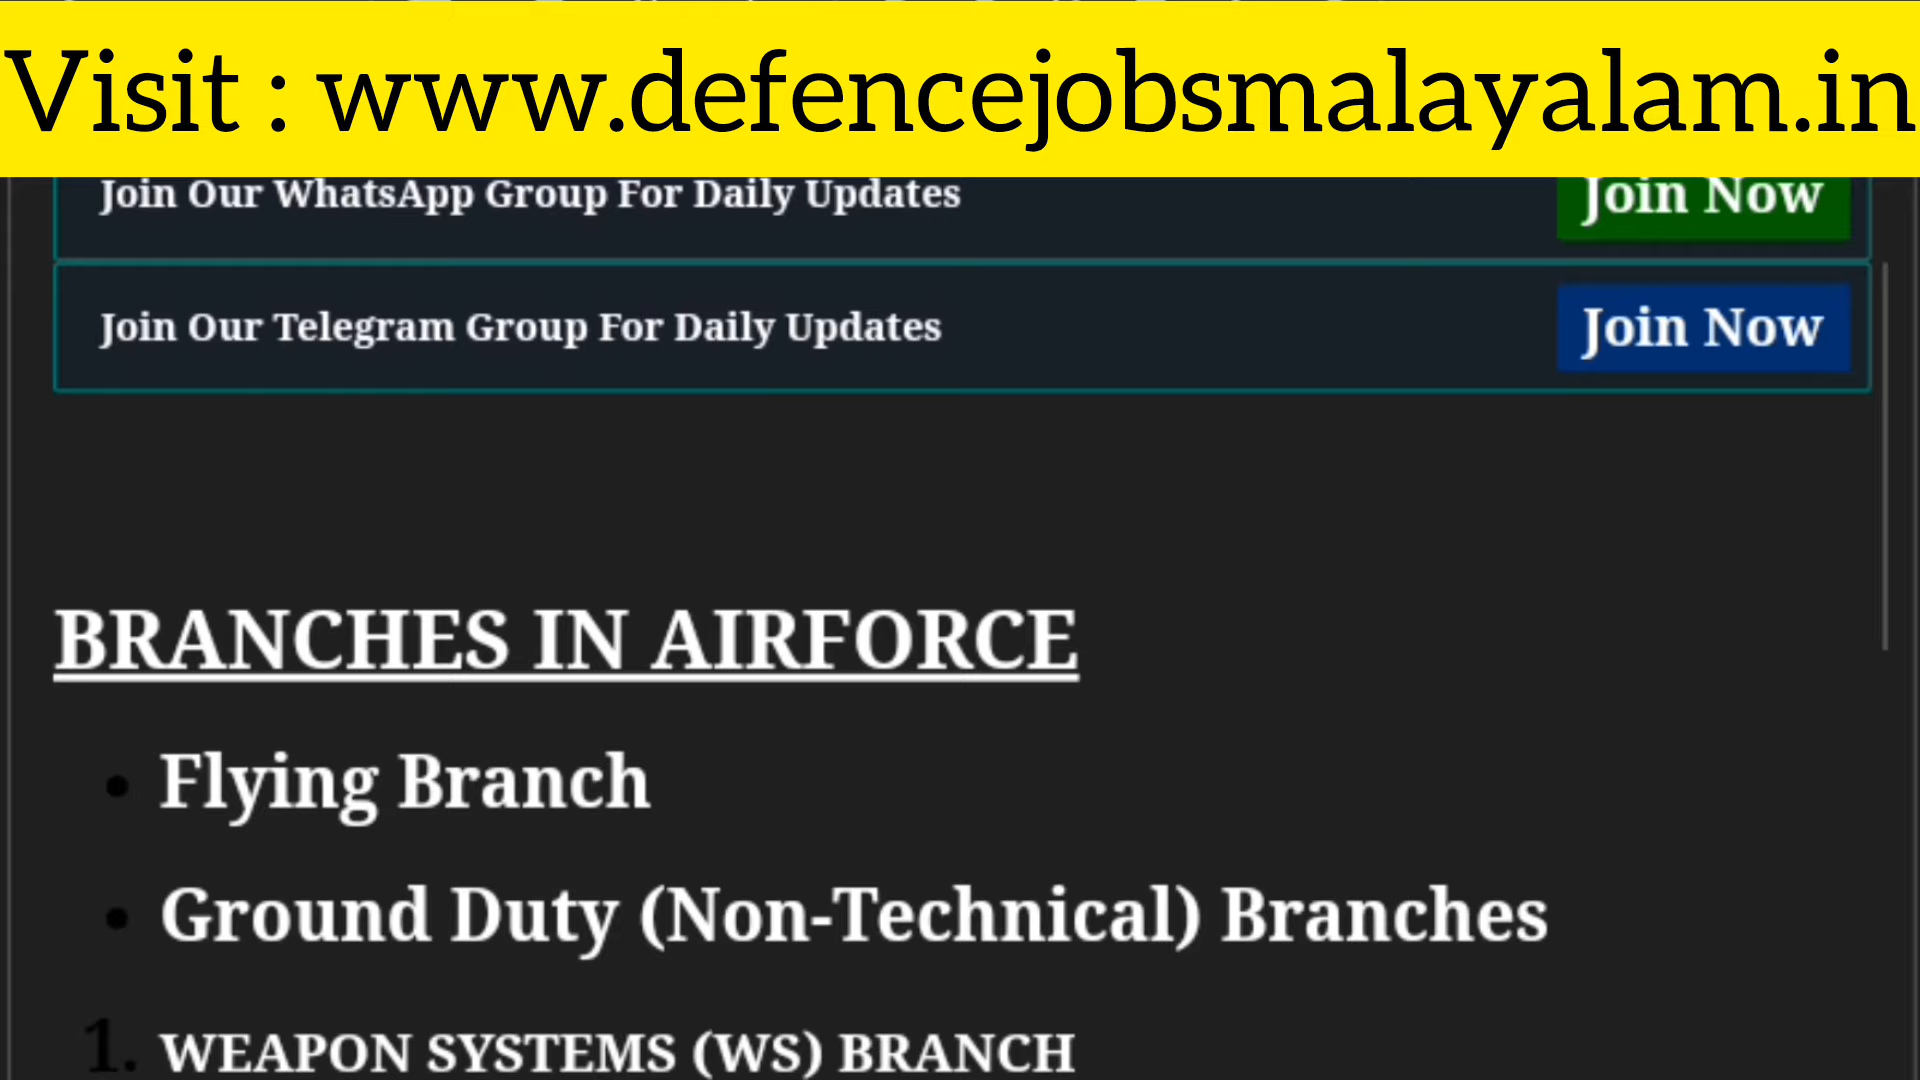 Visit : www.defencejobsmalayalam.in
Join Our WhatsApp Group For Daily Updates
Join Now
Join Our Telegram Group For Daily Updates
Join Now
BRANCHES IN AIRFORCE
• Flying Branch
• Ground Duty (Non-Technical) Branches
1. WEAPON SYSTEMS (WS) BRANCH